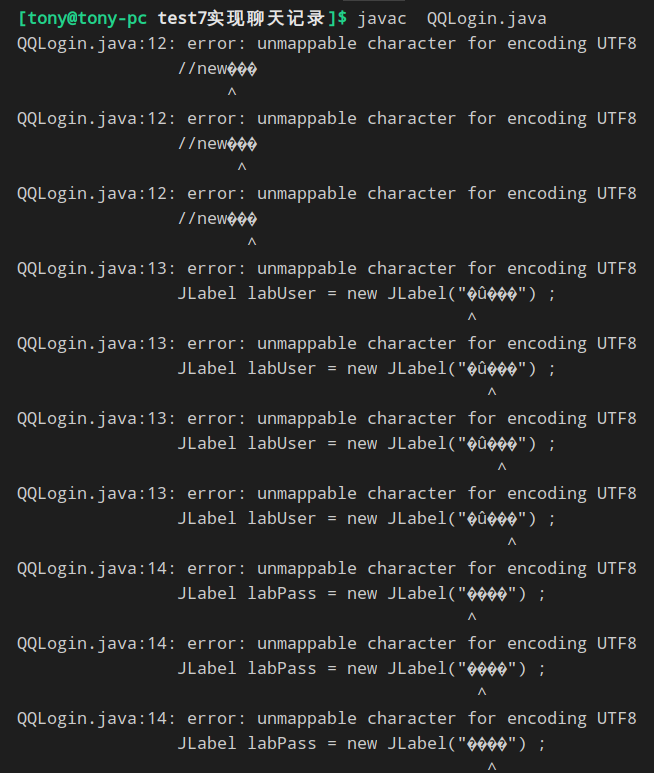 [tony@tony-pc test7实现聊天记录]$ javac  QQLogin.java
QQLogin.java:12: error: unmappable character for encoding UTF8
                //new���
                     ^
QQLogin.java:12: error: unmappable character for encoding UTF8
                //new���
                      ^
QQLogin.java:12: error: unmappable character for encoding UTF8
                //new���
                       ^
QQLogin.java:13: error: unmappable character for encoding UTF8
                JLabel labUser = new JLabel("�û���") ;
                                             ^
QQLogin.java:13: error: unmappable character for encoding UTF8
                JLabel labUser = new JLabel("�û���") ;
                                               ^
QQLogin.java:13: error: unmappable character for encoding UTF8
                JLabel labUser = new JLabel("�û���") ;
                                                ^
QQLogin.java:13: error: unmappable character for encoding UTF8
                JLabel labUser = new JLabel("�û���") ;
                                                 ^
QQLogin.java:14: error: unmappable character for encoding UTF8
                JLabel labPass = new JLabel("����") ;
                                             ^
QQLogin.java:14: error: unmappable character for encoding UTF8
                JLabel labPass = new JLabel("����") ;
                                              ^
QQLogin.java:14: error: unmappable character for encoding UTF8
                JLabel labPass = new JLabel("����") ;
                                               ^